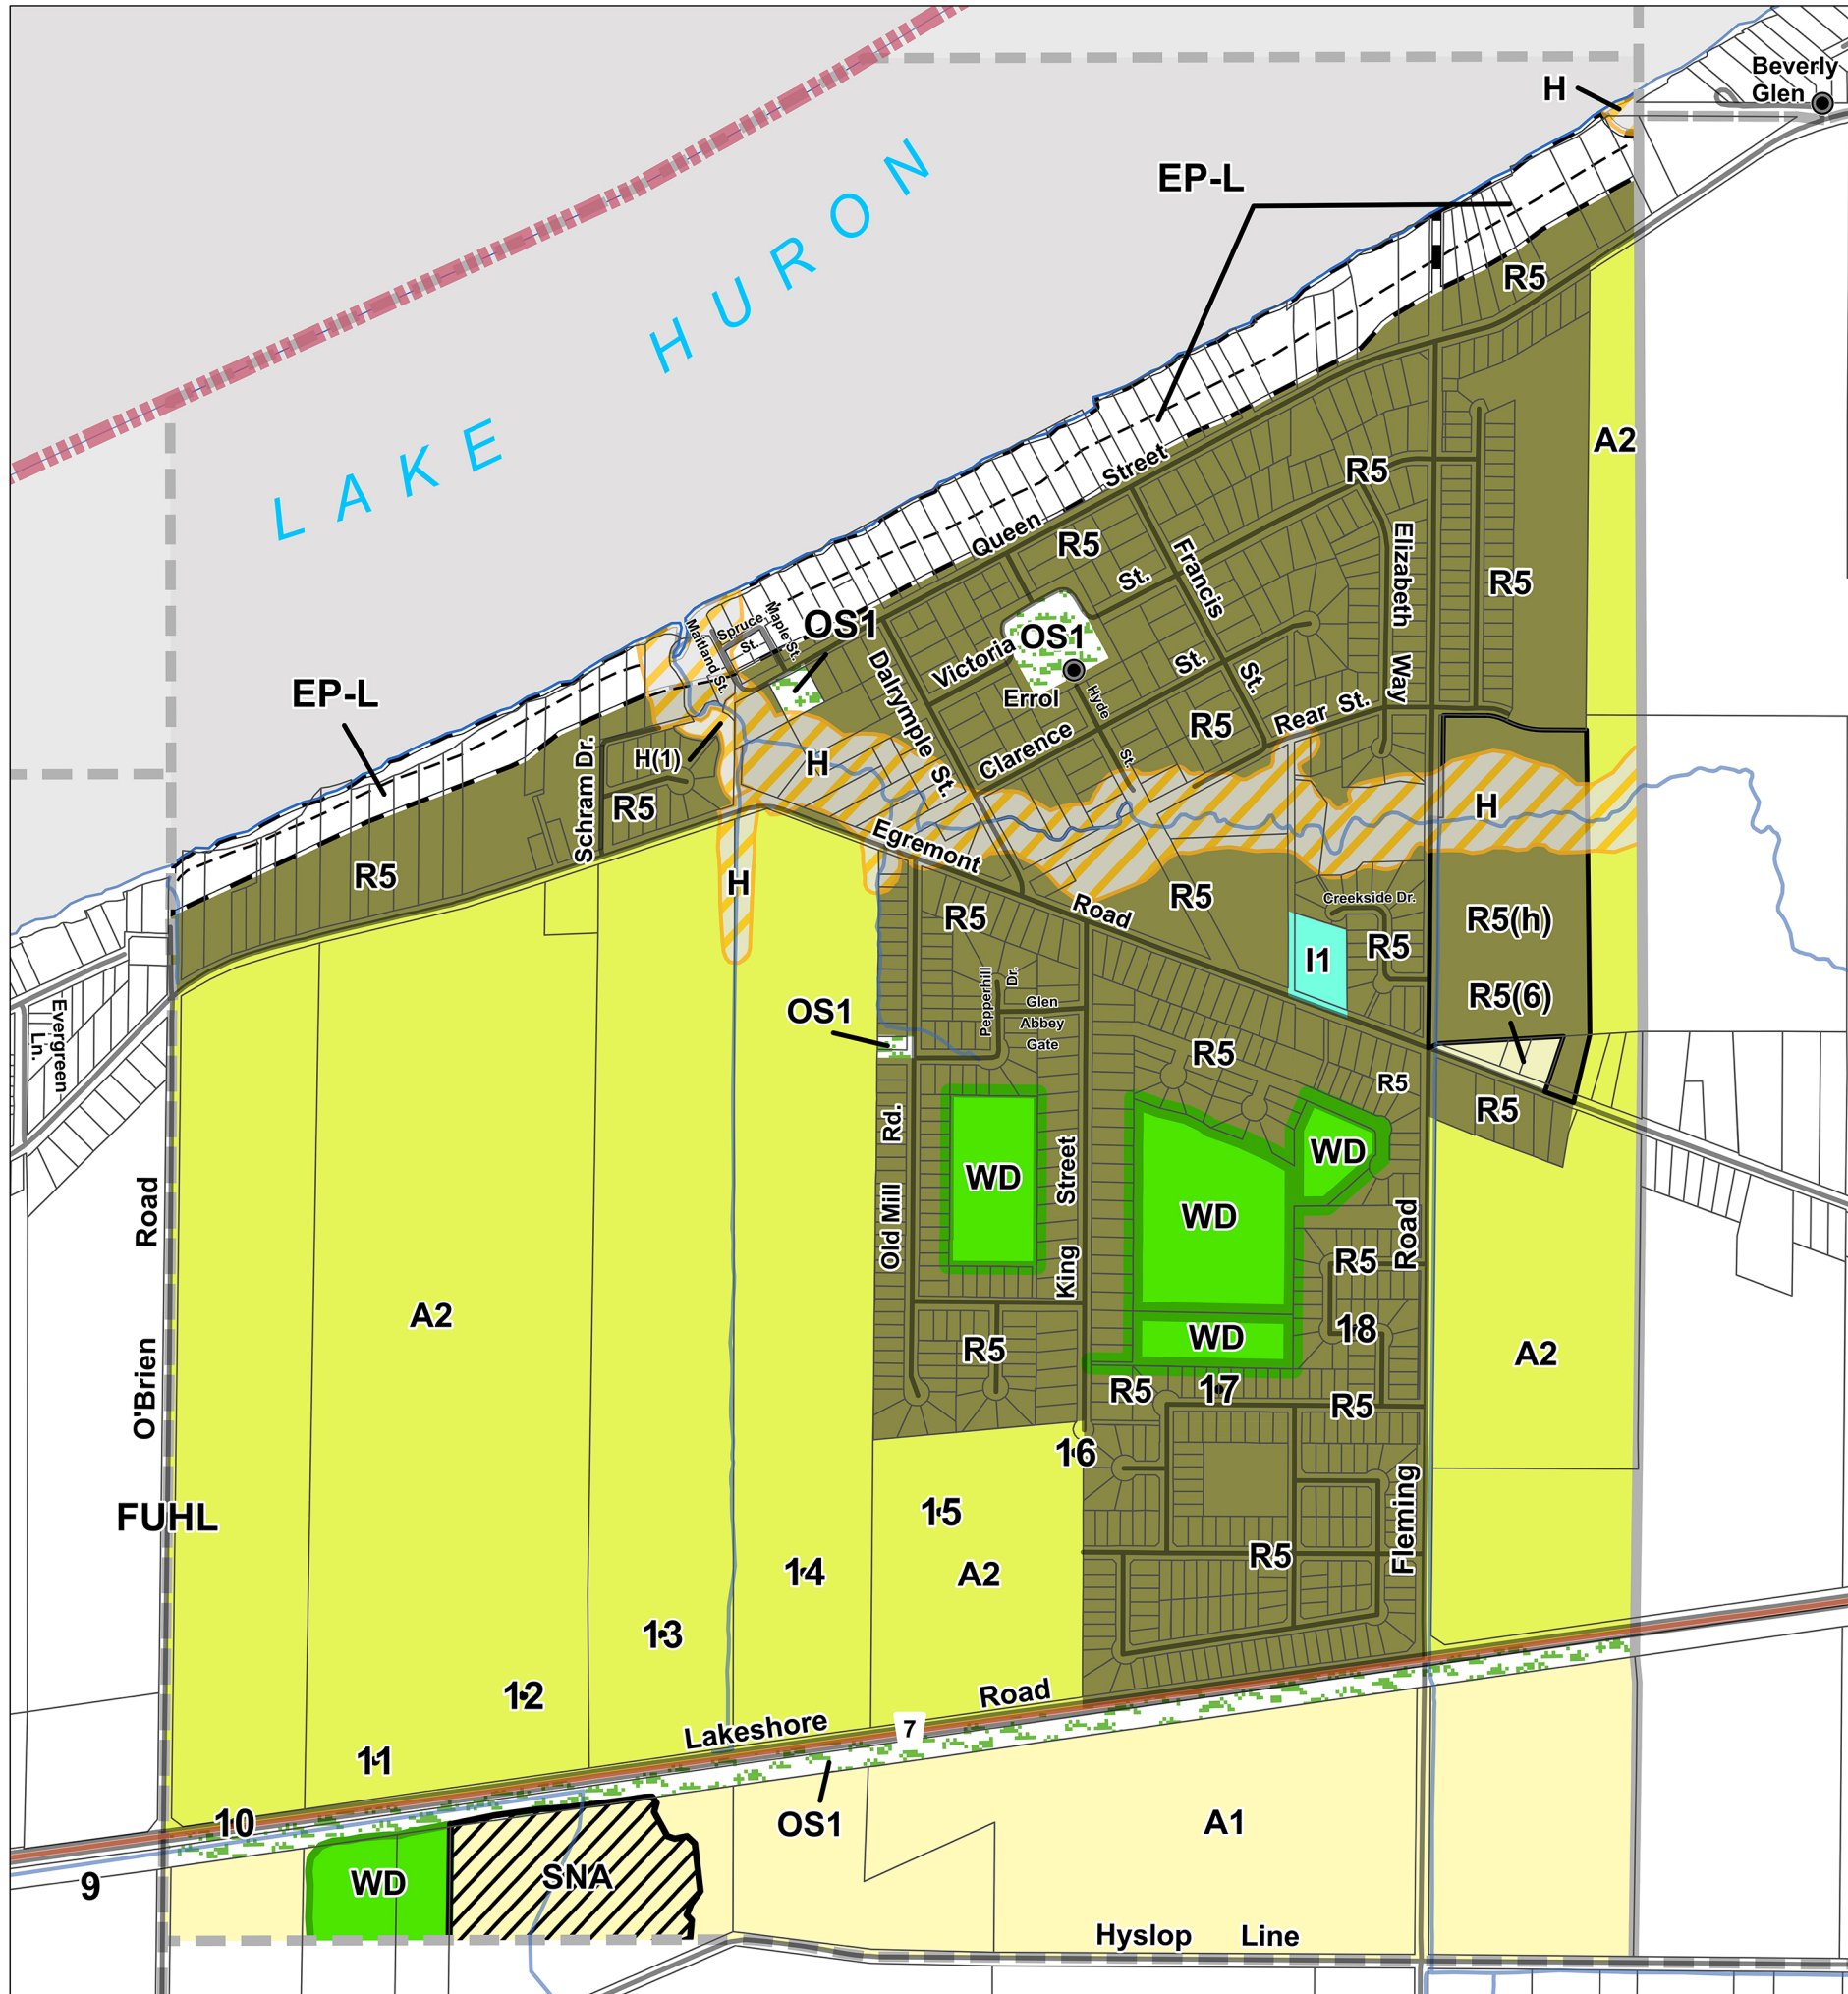 Beverly
Glen
H
EP-L
LAKE HURON
R5
A2
R5
Queen Street
R5
St.
Francis
St.
Elizabeth
Way
R5
OS1
OS1
Spruce
St.
Maple St.
Maitland St.
Victoria
St.
Errol
Hyde
St.
Dalrymple St.
Clarence
R5
Rear St.
EP-L
H(1)
H
R5
Schram Dr.
R5
H
H
Egremont
Road
R5
R5
Creekside Dr.
R5
R5(h)
I1
R5(6)
Pepperhill
Dr.
Glen
Abbey
Gate
OS1
Evergreen
Ln.
R5
R5
R5
WD
WD
WD
Old Mill Rd.
King Street
O'Brien Road
R5
Fleming Road
A2
18
WD
R5
A2
R5
17
R5
16
15
FUHL
14
A2
R5
13
12
Lakeshore Road
7
11
10
OS1
A1
9
WD
SNA
Hyslop Line